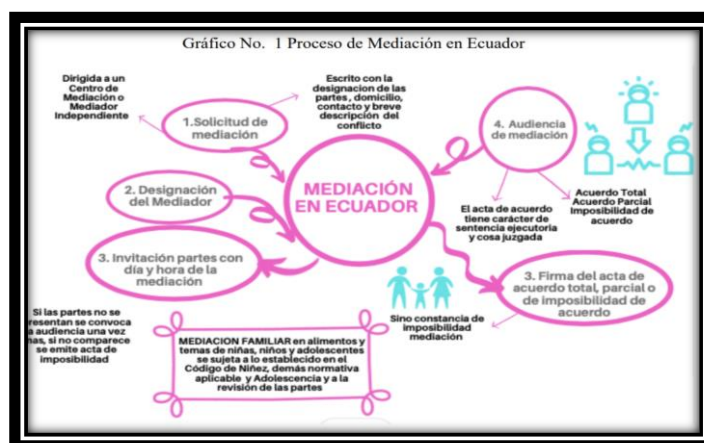 Gráfico No. 1 Proceso de Mediación en Ecuador
Dirigida a un
Centro de
Mediación o
Mediador
Independiente
1.Solicitud de
mediación
Escrito con la
designacion de las
partes, domicilio,
contacto y breve
descripción del
conflicto
4. Audiencia
de mediación
2. Designación
del Mediador
MEDIACIÓN
EN ECUADOR
El acta de acuerdo
tiene carácter de
sentencia ejecutoria
y cosa juzgada
Acuerdo Total
Acuerdo Parcial
Imposibilidad de
acuerdo
3. Invitación partes con
día y hora de la
mediación
3. Firma del acta de
acuerdo total, parcial o
de imposibilidad de
acuerdo
Sino constancia de
imposibilidad
mediación
Si las partes no se
presentan se convoca
a audiencia una vez
mas, si no comparece
se emite acta de
imposibilidad
MEDIACION FAMILIAR en alimentos y
temas de niñas, niños y adolescentes
se sujeta a lo establecido en el
Código de Niñez, demás normativa
aplicable y Adolescencia y a la
revisión de las partes